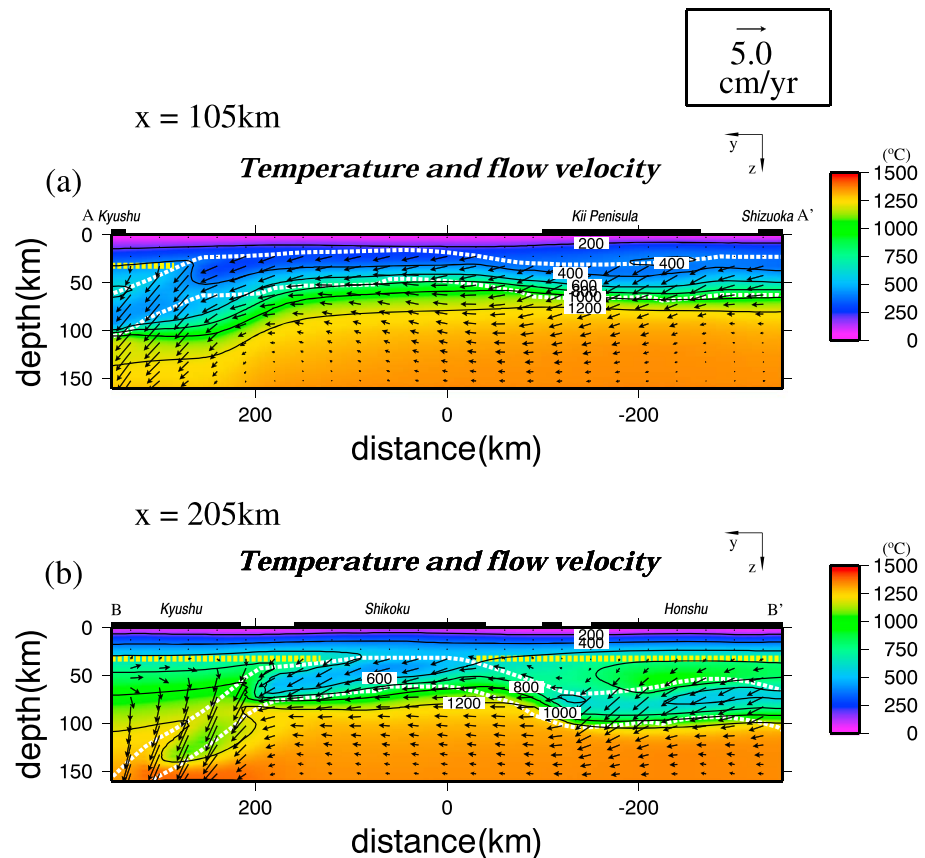 5.0
cm/yr
x = 105km
y
z
Temperature and flow velocity
(a)
(ºC)
A Kyushu Kii Penisula Shizuoka A'
0
50
100
150
depth(km)
200
400
400
600
1000
1200
1500
1250
1000
750
500
250
0
200 0 -200
distance(km)
x = 205km
y
z
Temperature and flow velocity
(b)
(ºC)
B Kyushu Shikoku Honshu B'
0
50
100
150
depth(km)
200
400
600
800
1200
1000
1500
1250
1000
750
500
250
0
200 0 -200
distance(km)